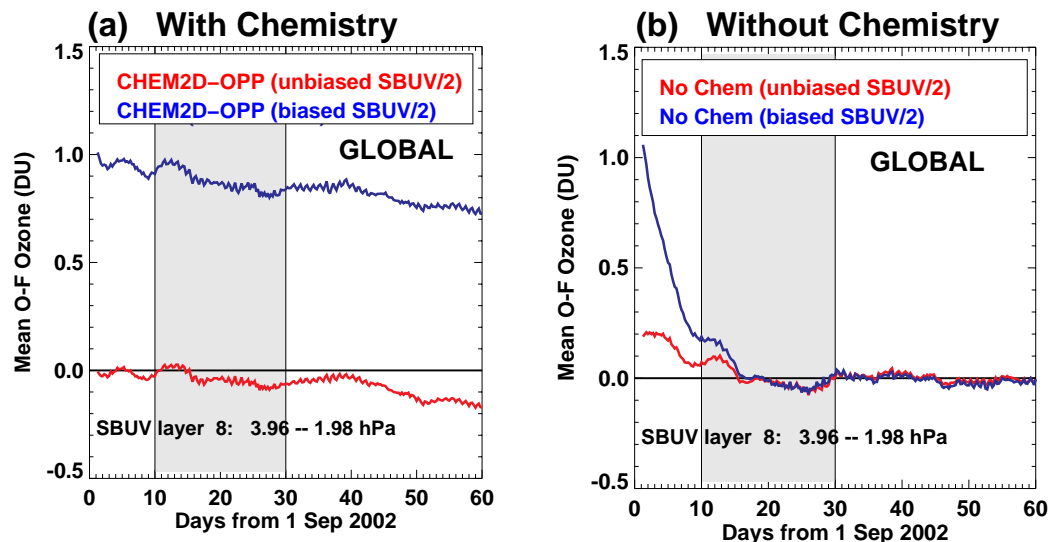 (a) With Chemistry
1.5
CHEM2D–OPP (unbiased SBUV/2)
CHEM2D–OPP (biased SBUV/2)
GLOBAL
1.0
0.5
0.0
-0.5
Mean O-F Ozone (DU)
SBUV layer 8: 3.96 -- 1.98 hPa
0 10 20 30 40 50 60
Days from 1 Sep 2002
(b) Without Chemistry
1.5
No Chem (unbiased SBUV/2)
No Chem (biased SBUV/2)
GLOBAL
1.0
0.5
0.0
-0.5
Mean O-F Ozone (DU)
SBUV layer 8: 3.96 -- 1.98 hPa
0 10 20 30 40 50 60
Days from 1 Sep 2002